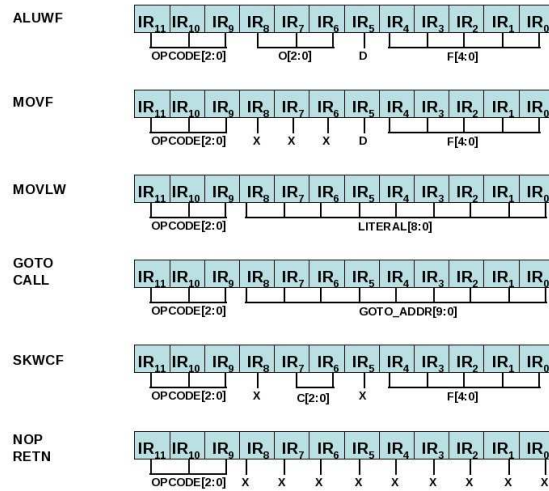 ALUWF IR11 IR10 IR9 IR8 IR7 IR6 IR5 IR4 IR3 IR2 IR1 IR0
OPCODE[2:0] O[2:0] D F[4:0]
MOVF IR11 IR10 IR9 IR8 IR7 IR6 IR5 IR4 IR3 IR2 IR1 IR0
OPCODE[2:0] X X X D F[4:0]
MOVLW IR11 IR10 IR9 IR8 IR7 IR6 IR5 IR4 IR3 IR2 IR1 IR0
OPCODE[2:0] LITERAL[8:0]
GOTO
CALL IR11 IR10 IR9 IR8 IR7 IR6 IR5 IR4 IR3 IR2 IR1 IR0
OPCODE[2:0] GOTO_ADDR[9:0]
SKWCF IR11 IR10 IR9 IR8 IR7 IR6 IR5 IR4 IR3 IR2 IR1 IR0
OPCODE[2:0] X C[2:0] X F[4:0]
NOP
RETN IR11 IR10 IR9 IR8 IR7 IR6 IR5 IR4 IR3 IR2 IR1 IR0
OPCODE[2:0] X X X X X X X X X